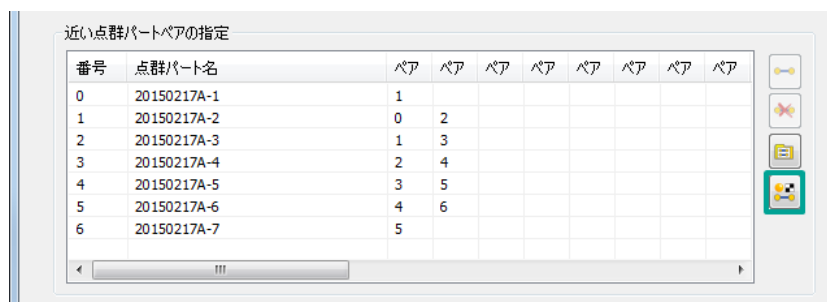 近い点群パートペアの指定
番号 点群パート名 ペア ペア ペア ペア ペア ペア ペア ペア
0 20150217A-1 1
1 20150217A-2 0 2
2 20150217A-3 1 3
3 20150217A-4 2 4
4 20150217A-5 3 5
5 20150217A-6 4 6
6 20150217A-7 5